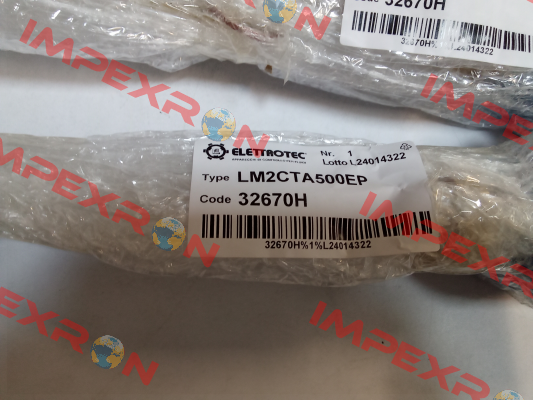 Code 32670H
32670H%1%L24014322
ELETTROTEC
Nr. 1
Lotto L24014322
Type LM2CTA500EP
Code 32670H
32670H%1%L24014322
IMPEXRON
IMPEXRON
IMPEXRON
IMPEXRON
IMPEXRON